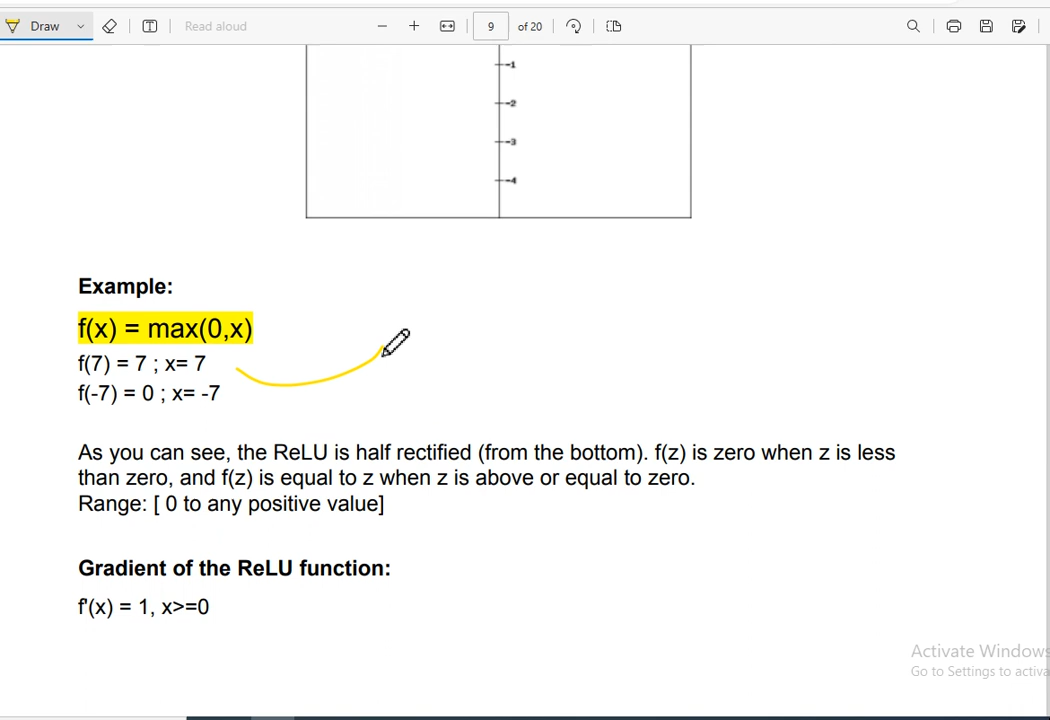 Draw
Read aloud
9
of 20
-1
-2
-3
-4
Example:
f(x) = max(0,x)
f(7) = 7 ; x= 7
f(-7) = 0 ; x= -7
As you can see, the ReLU is half rectified (from the bottom). f(z) is zero when z is less
than zero, and f(z) is equal to z when z is above or equal to zero.
Range: [ 0 to any positive value]
Gradient of the ReLU function:
f'(x) = 1, x>=0
Activate Windows
Go to Settings to activa